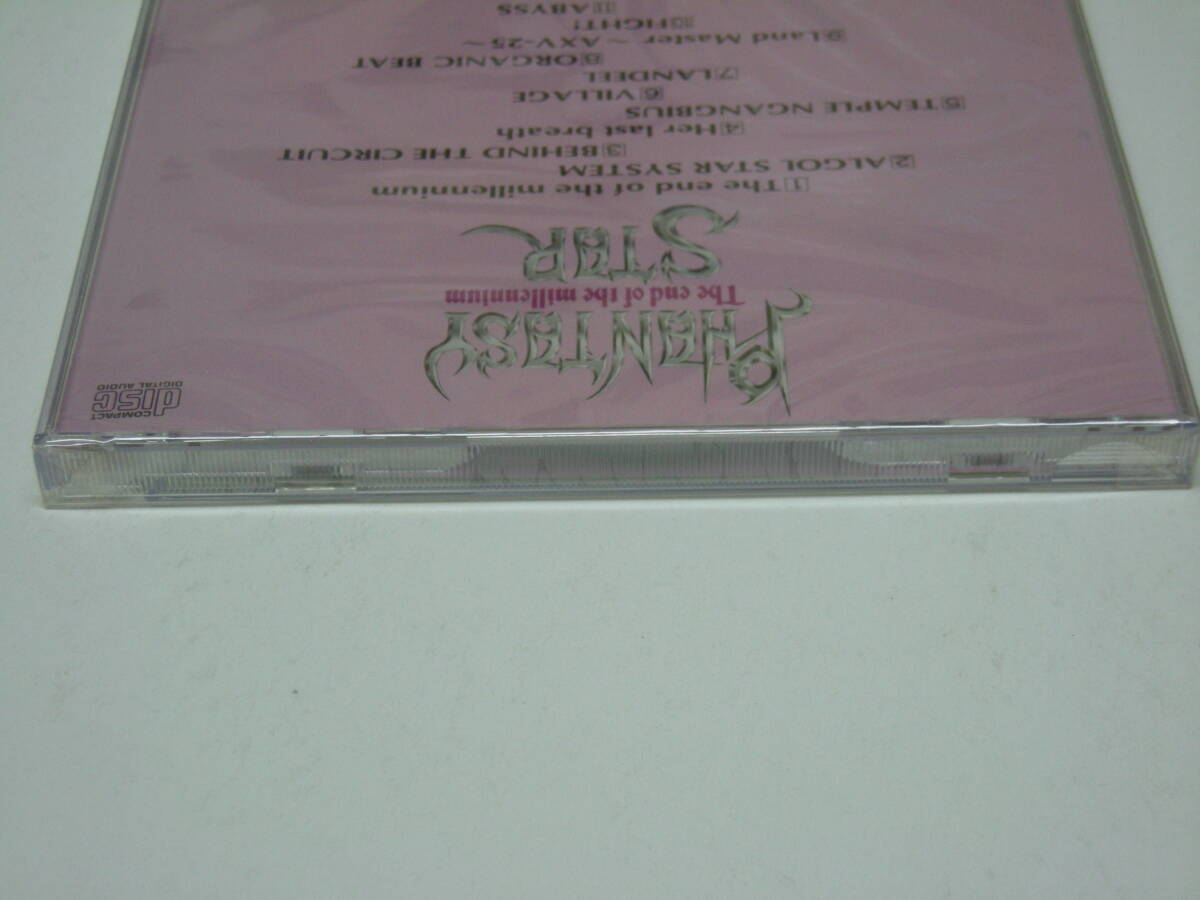 COMPACT
disc
DIGITAL AUDIO
PHANTASY
The end of the millennium
STAR
1 The end of the millennium
2 ALGOL STAR SYSTEM
3 BEHIND THE CIRCUIT
4 Her last breath
5 TEMPLE NGANGBIUS
6 VILLAGE
7 LANDEEL
8 ORGANIC BEAT
9 Land Master ～ AXV-25 ～
10 FIGHT!
11 ABYSS